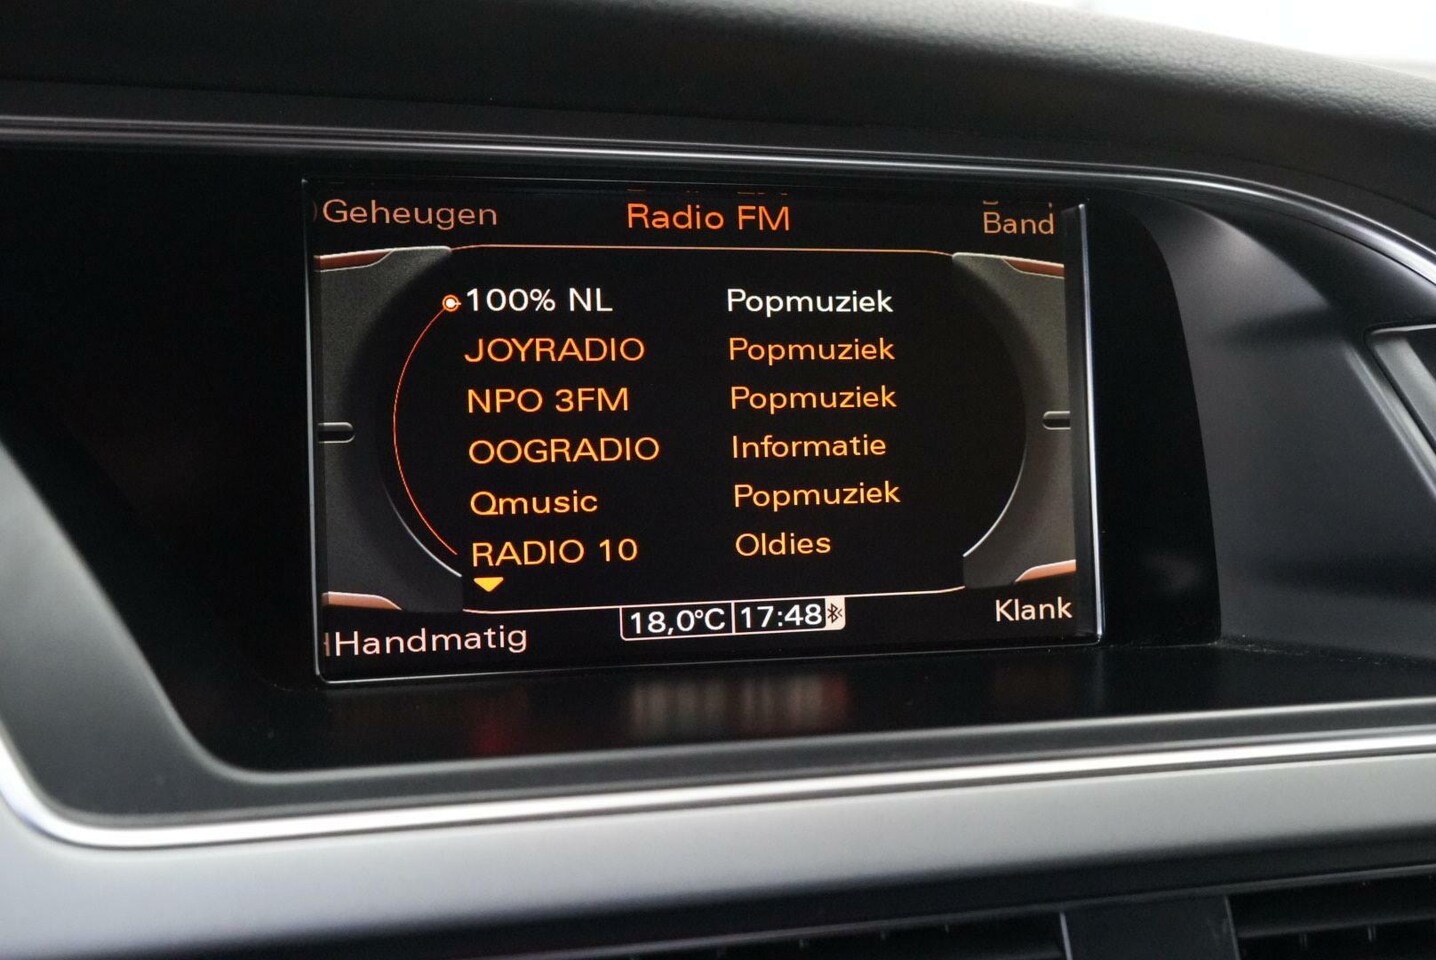 Geheugen Radio FM Band
100% NL Popmuziek
JOYRADIO Popmuziek
NPO 3FM Popmuziek
OOGRADIO Informatie
Qmusic Popmuziek
RADIO 10 Oldies
18,0°C 17:48
Handmatig Klank